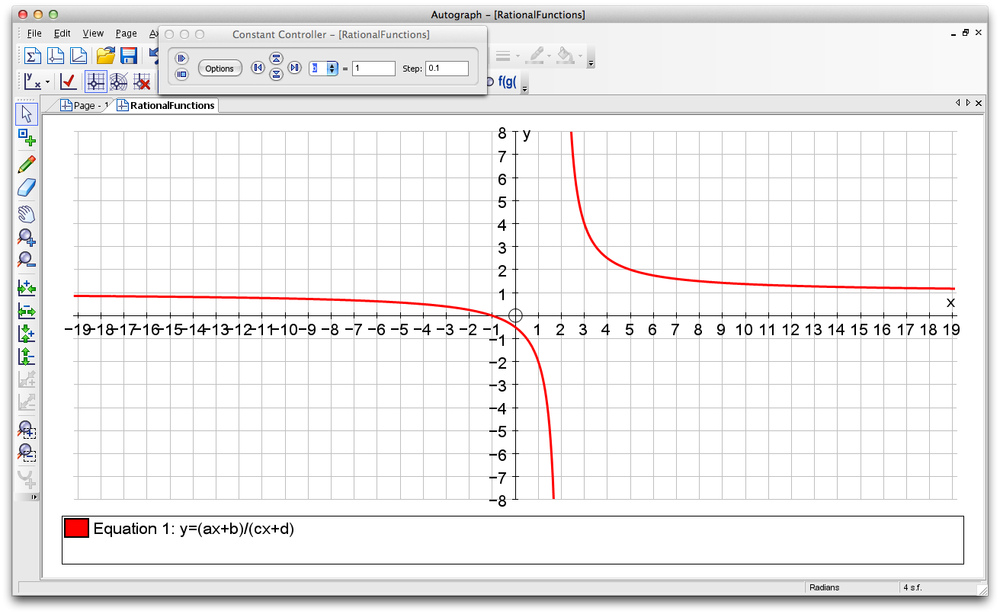 Autograph – [RationalFunctions]
File Edit View Page Ax
Constant Controller – [RationalFunctions]
Options = 1 Step: 0.1
f(g(
Page - 1 RationalFunctions
y
8
7
6
5
4
3
2
1
x
−19−18−17−16−15−14−13−12−11−10−9 −8 −7 −6 −5 −4 −3 −2 −1 1 2 3 4 5 6 7 8 9 10 11 12 13 14 15 16 17 18 19
−1
−2
−3
−4
−5
−6
−7
−8
Equation 1: y=(ax+b)/(cx+d)
Radians 4 s.f.